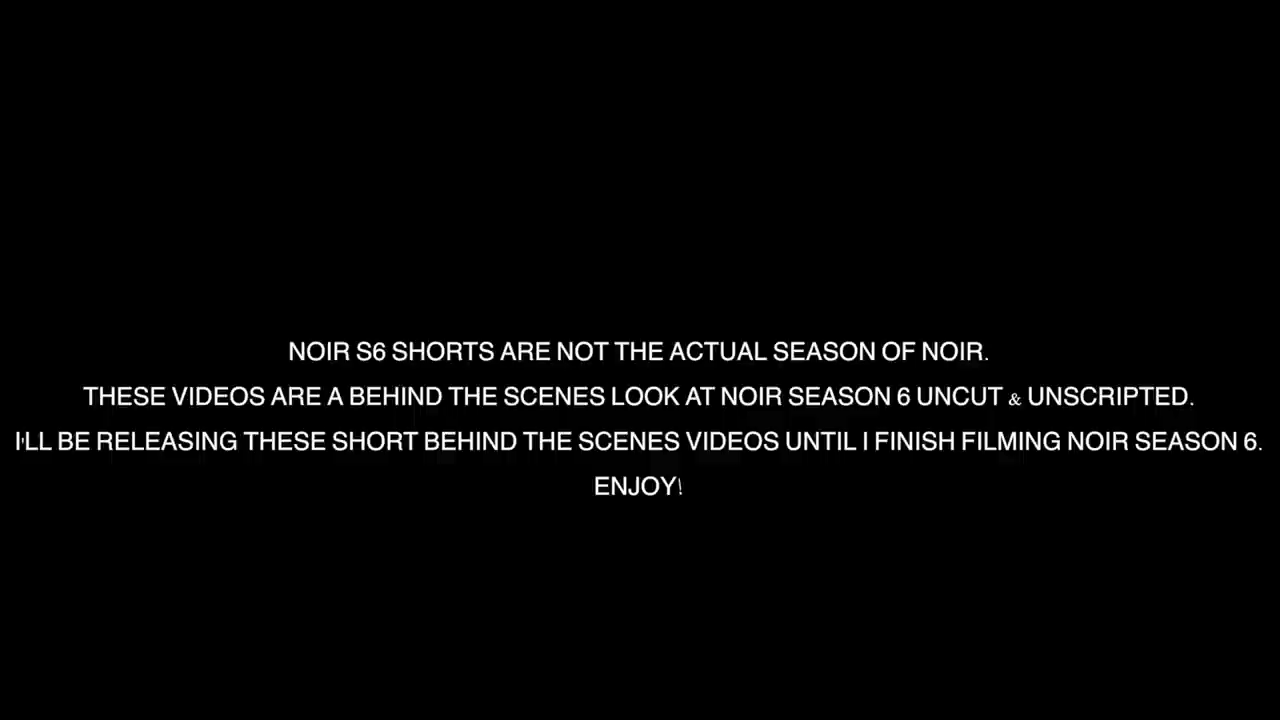 NOIR S6 SHORTS ARE NOT THE ACTUAL SEASON OF NOIR.
THESE VIDEOS ARE A BEHIND THE SCENES LOOK AT NOIR SEASON 6 UNCUT & UNSCRIPTED.
I'LL BE RELEASING THESE SHORT BEHIND THE SCENES VIDEOS UNTIL I FINISH FILMING NOIR SEASON 6.
ENJOY!